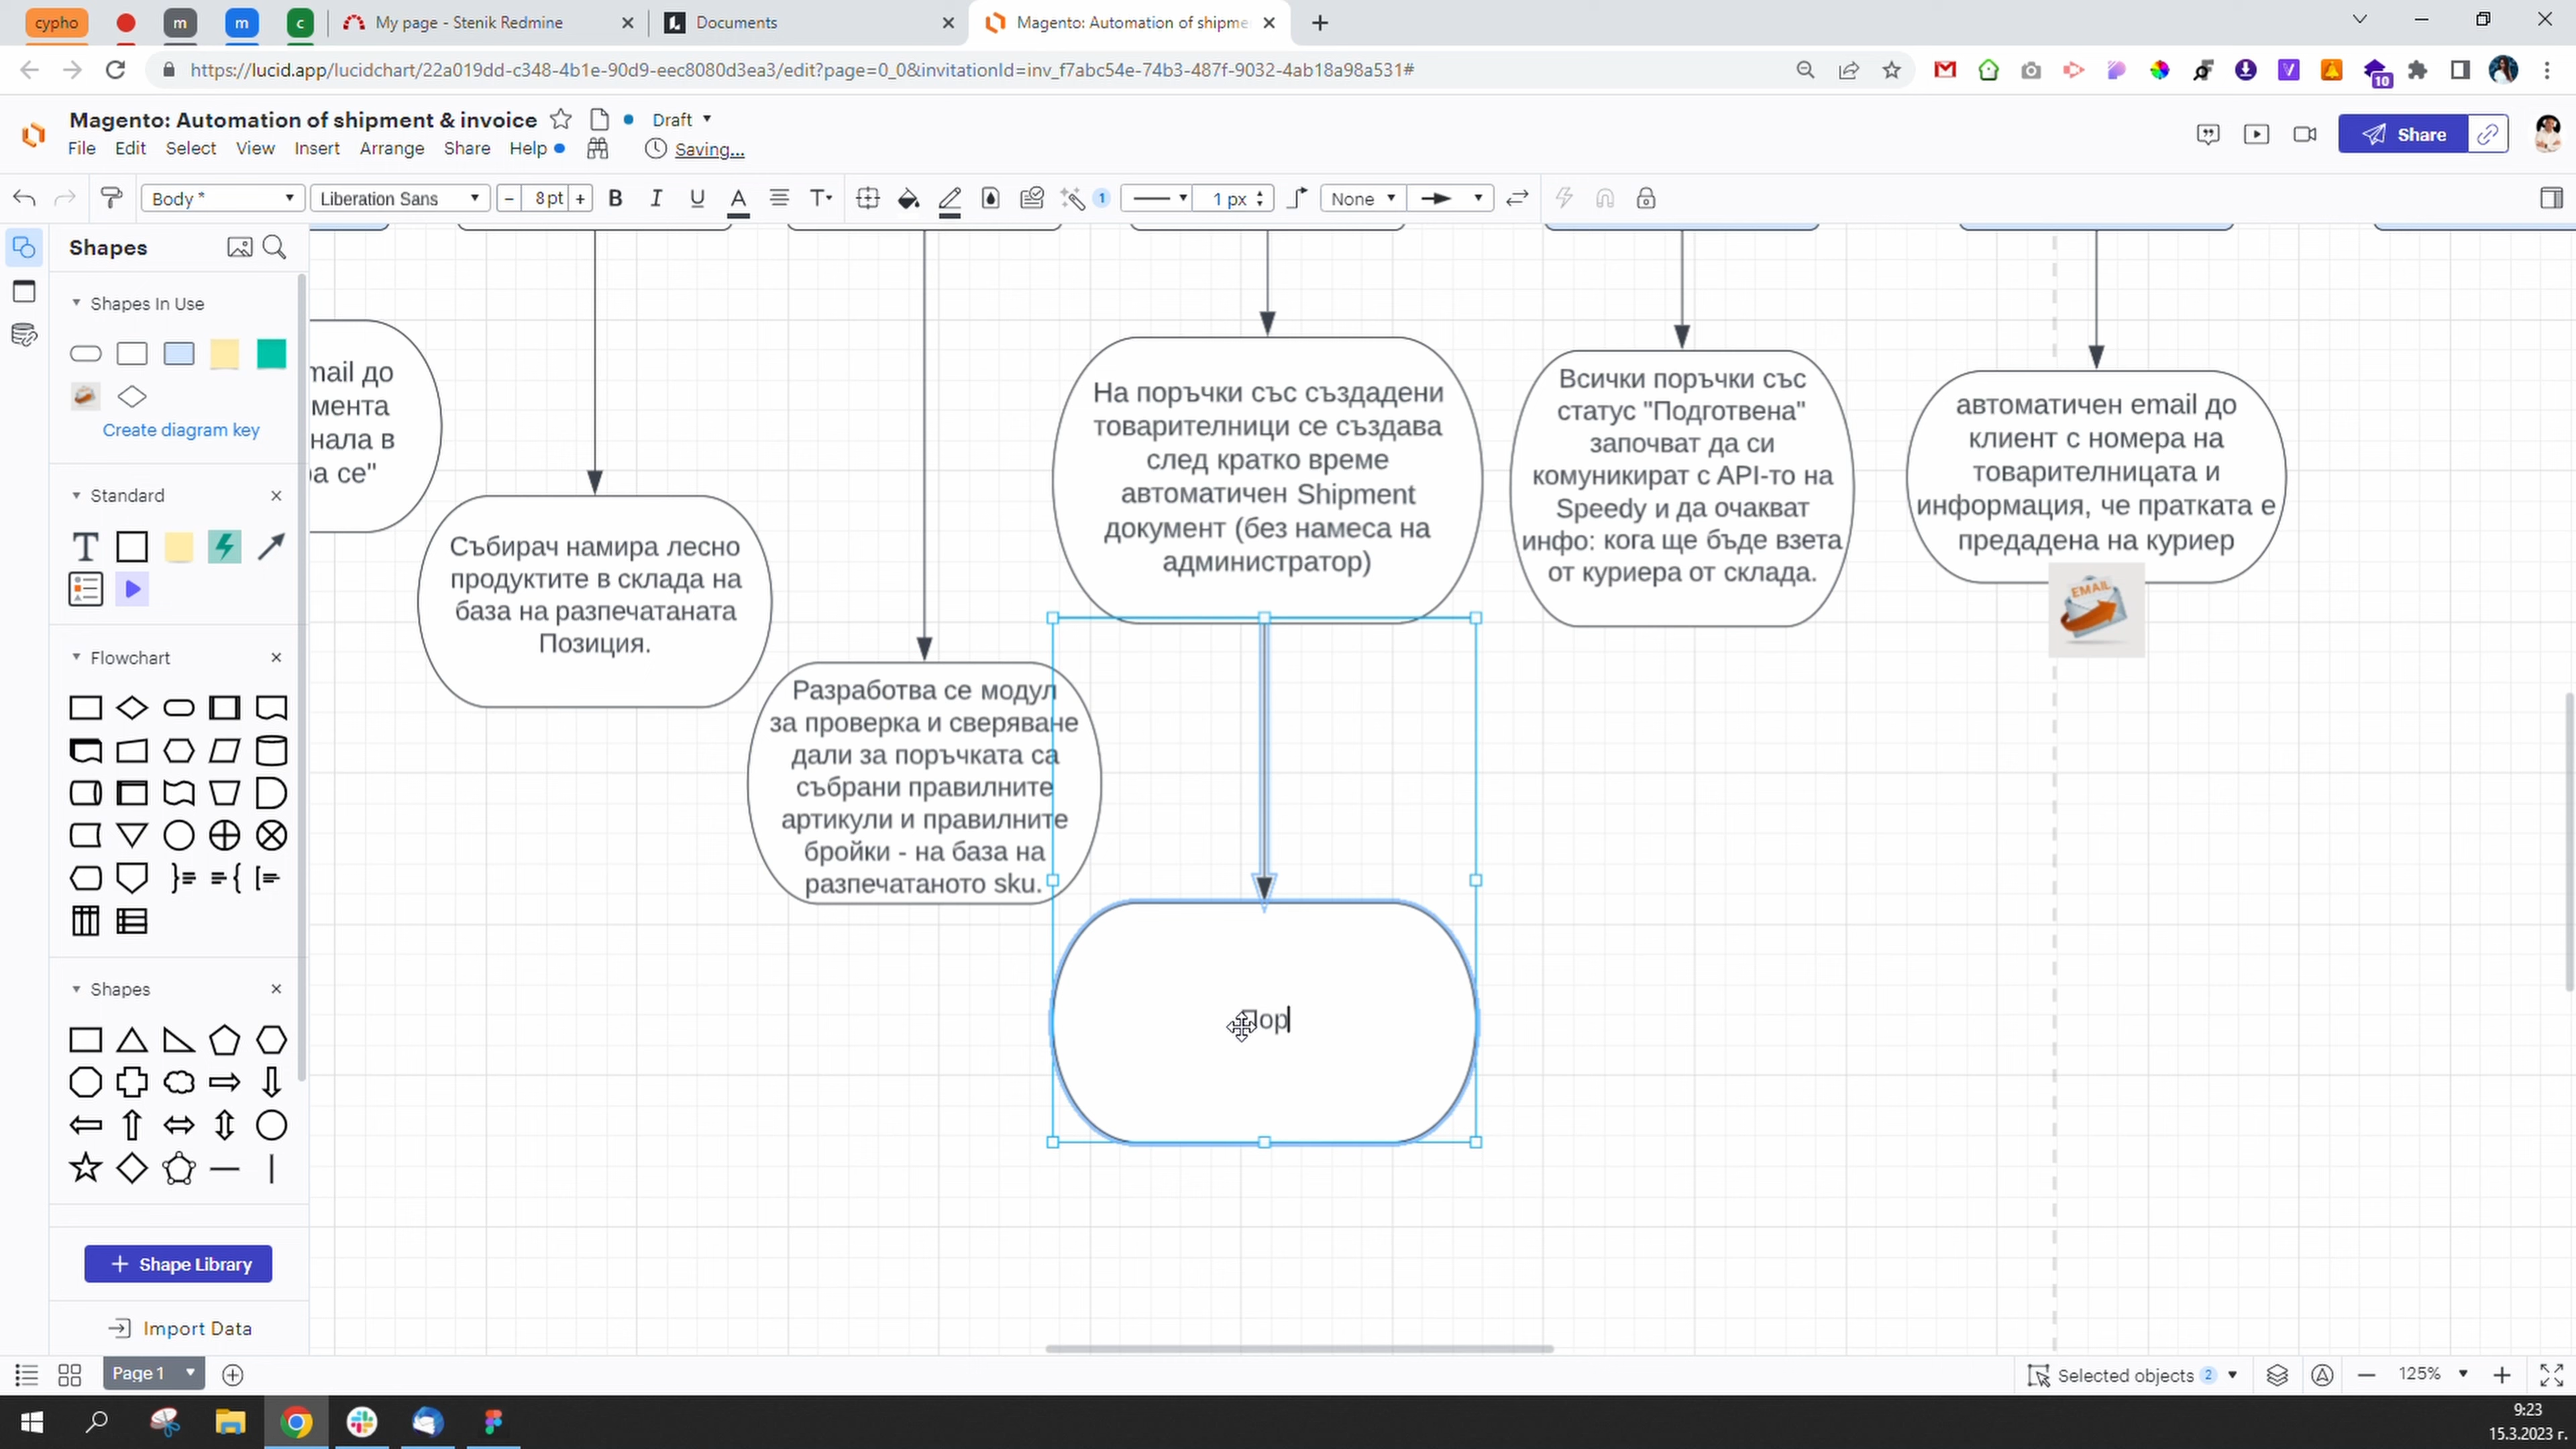 cypho
m
m
c
My page - Stenik Redmine
Documents
Magento: Automation of shipme
https://lucid.app/lucidchart/22a019dd-c348-4b1e-90d9-eec8080d3ea3/edit?page=0_0&invitationId=inv_f7abc54e-74b3-487f-9032-4ab18a98a531#
10
Magento: Automation of shipment & invoice
Draft
File
Edit
Select
View
Insert
Arrange
Share
Help
Saving...
Share
Body *
Liberation Sans
8 pt
B
I
U
A
T
1
1 px
None
Shapes
Shapes In Use
Create diagram key
Standard
T
Flowchart
Shapes
Shape Library
Import Data
mail до
мента
нала в
ра се"
Събирач намира лесно
продуктите в склада на
база на разпечатаната
Позиция.
Разработва се модул
за проверка и сверяване
дали за поръчката са
събрани правилните
артикули и правилните
бройки - на база на
разпечатаното sku.
На поръчки със създадени
товарителници се създава
след кратко време
автоматичен Shipment
документ (без намеса на
администратор)
Пор
Всички поръчки със
статус "Подготвена"
започват да си
комуникират с API-то на
Speedy и да очакват
инфо: кога ще бъде взета
от куриера от склада.
автоматичен email до
клиент с номера на
товарителницата и
информация, че пратката е
предадена на куриер
EMAIL
Page 1
Selected objects
2
125%
9:23
15.3.2023 г.